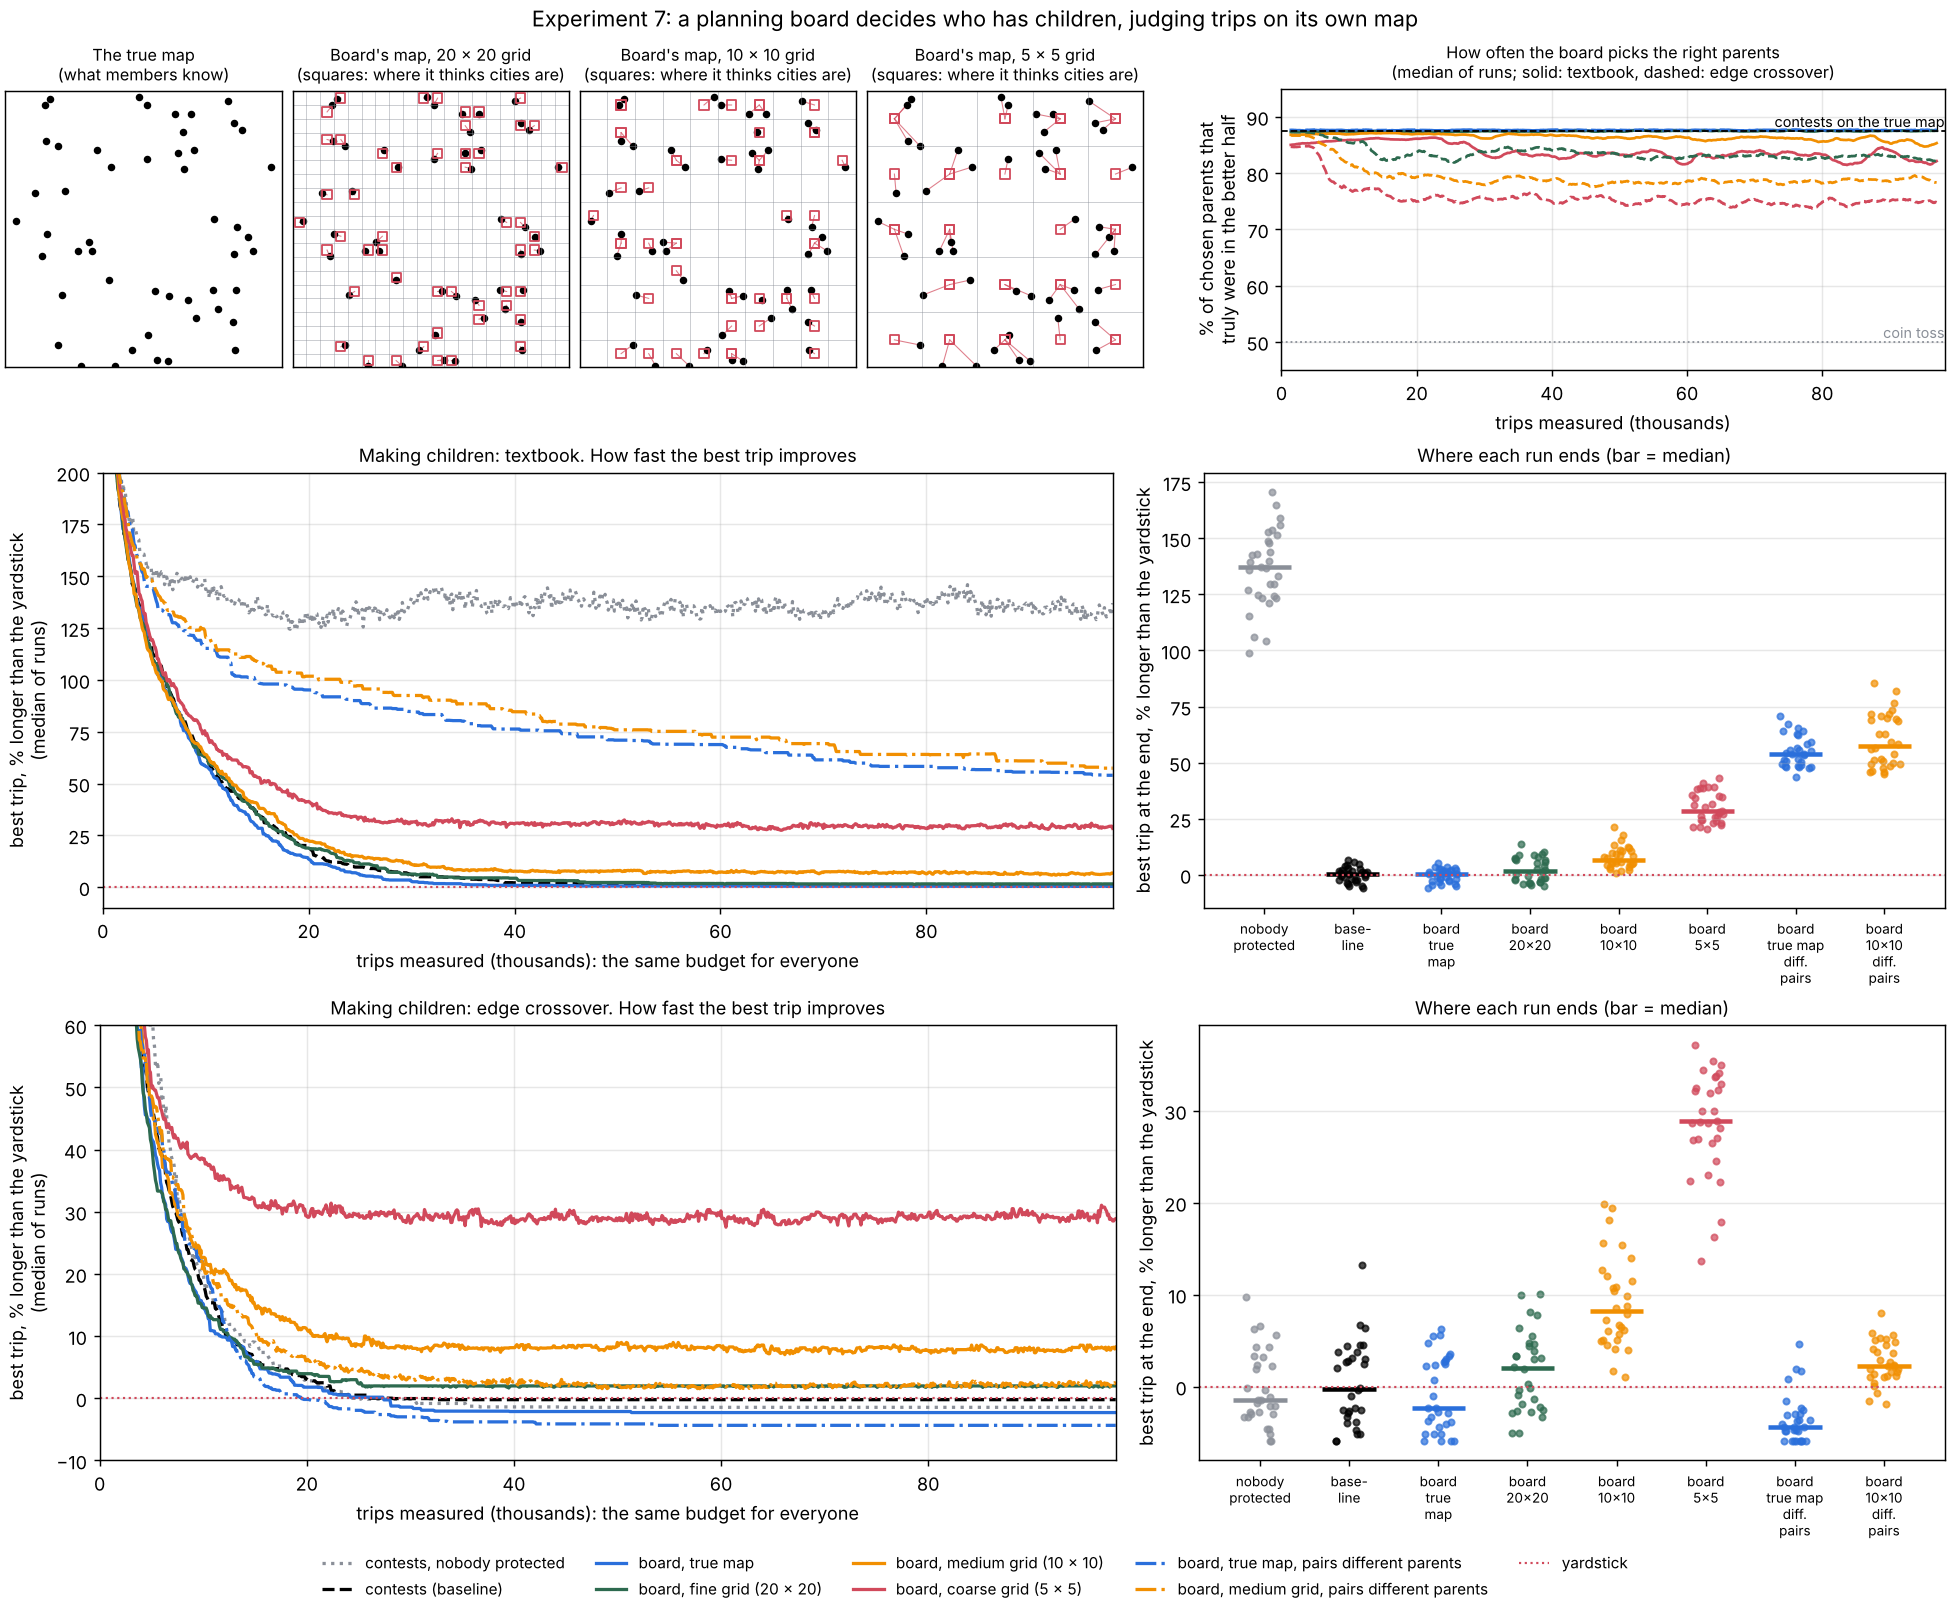 Experiment 7: a planning board decides who has children, judging trips on its own map
The true map
(what members know)
Board's map, 20 × 20 grid
(squares: where it thinks cities are)
Board's map, 10 × 10 grid
(squares: where it thinks cities are)
Board's map, 5 × 5 grid
(squares: where it thinks cities are)
How often the board picks the right parents
(median of runs; solid: textbook, dashed: edge crossover)
% of chosen parents that
truly were in the better half
90
80
70
60
50
contests on the true map
coin toss
0 20 40 60 80
trips measured (thousands)
Making children: textbook. How fast the best trip improves
best trip, % longer than the yardstick
(median of runs)
200
175
150
125
100
75
50
25
0
0 20 40 60 80
trips measured (thousands): the same budget for everyone
Where each run ends (bar = median)
best trip at the end, % longer than the yardstick
175
150
125
100
75
50
25
0
nobody
protected
base-
line
board
true
map
board
20×20
board
10×10
board
5×5
board
true map
diff.
pairs
board
10×10
diff.
pairs
Making children: edge crossover. How fast the best trip improves
best trip, % longer than the yardstick
(median of runs)
60
50
40
30
20
10
0
−10
0 20 40 60 80
trips measured (thousands): the same budget for everyone
Where each run ends (bar = median)
best trip at the end, % longer than the yardstick
30
20
10
0
nobody
protected
base-
line
board
true
map
board
20×20
board
10×10
board
5×5
board
true map
diff.
pairs
board
10×10
diff.
pairs
contests, nobody protected
contests (baseline)
board, true map
board, fine grid (20 × 20)
board, medium grid (10 × 10)
board, coarse grid (5 × 5)
board, true map, pairs different parents
board, medium grid, pairs different parents
yardstick